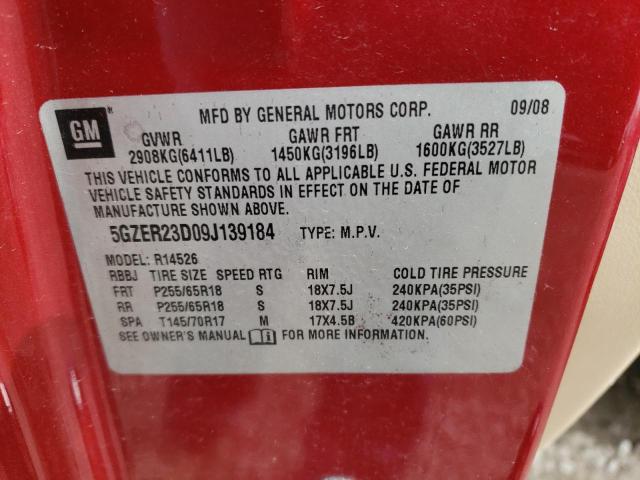 GM
MFD BY GENERAL MOTORS CORP. 09/08
GVWR GAWR FRT GAWR RR
2908KG(6411LB) 1450KG(3196LB) 1600KG(3527LB)
THIS VEHICLE CONFORMS TO ALL APPLICABLE U.S. FEDERAL MOTOR
VEHICLE SAFETY STANDARDS IN EFFECT ON THE DATE OF
MANUFACTURE SHOWN ABOVE.
5GZER23D09J139184 TYPE: M.P.V.
MODEL: R14526
RBBJ TIRE SIZE SPEED RTG RIM COLD TIRE PRESSURE
FRT P255/65R18 S 18X7.5J 240KPA(35PSI)
RR P255/65R18 S 18X7.5J 240KPA(35PSI)
SPA T145/70R17 M 17X4.5B 420KPA(60PSI)
SEE OWNER'S MANUAL FOR MORE INFORMATION.